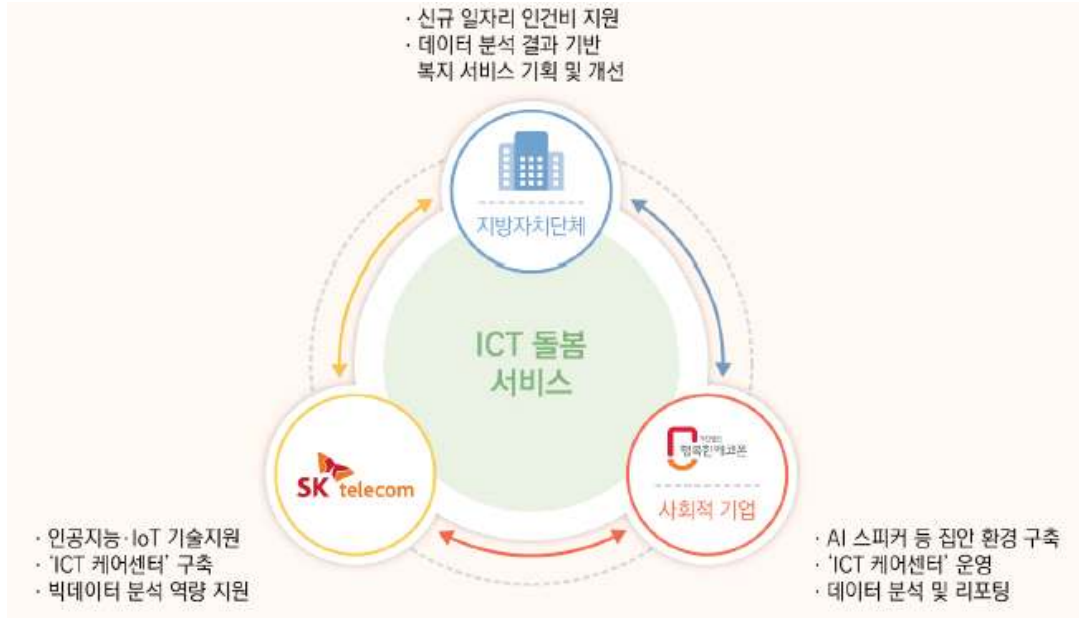 · 신규 일자리 인건비 지원
· 데이터 분석 결과 기반
복지 서비스 기획 및 개선
지방자치단체
ICT 돌봄
서비스
SK telecom
행복한에코폰
사회적 기업
· 인공지능·IoT 기술지원
· 'ICT 케어센터' 구축
· 빅데이터 분석 역량 지원
· AI 스피커 등 집안 환경 구축
· 'ICT 케어센터' 운영
· 데이터 분석 및 리포팅